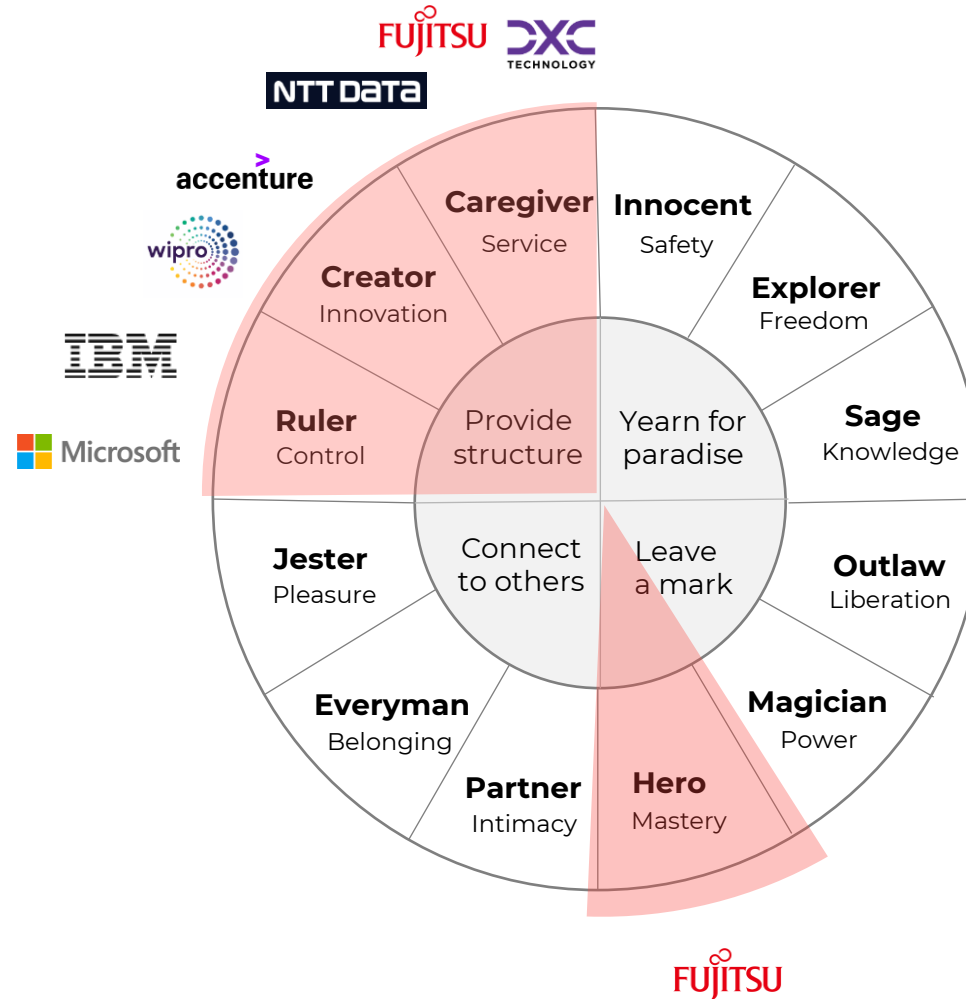 FUJITSU
DXC
TECHNOLOGY
NTT DATA
accenture
wipro
IBM
Microsoft
Caregiver
Service
Innocent
Safety
Creator
Innovation
Explorer
Freedom
Ruler
Control
Provide
structure
Yearn for
paradise
Sage
Knowledge
Jester
Pleasure
Connect
to others
Leave
a mark
Outlaw
Liberation
Everyman
Belonging
Magician
Power
Partner
Intimacy
Hero
Mastery
FUJITSU